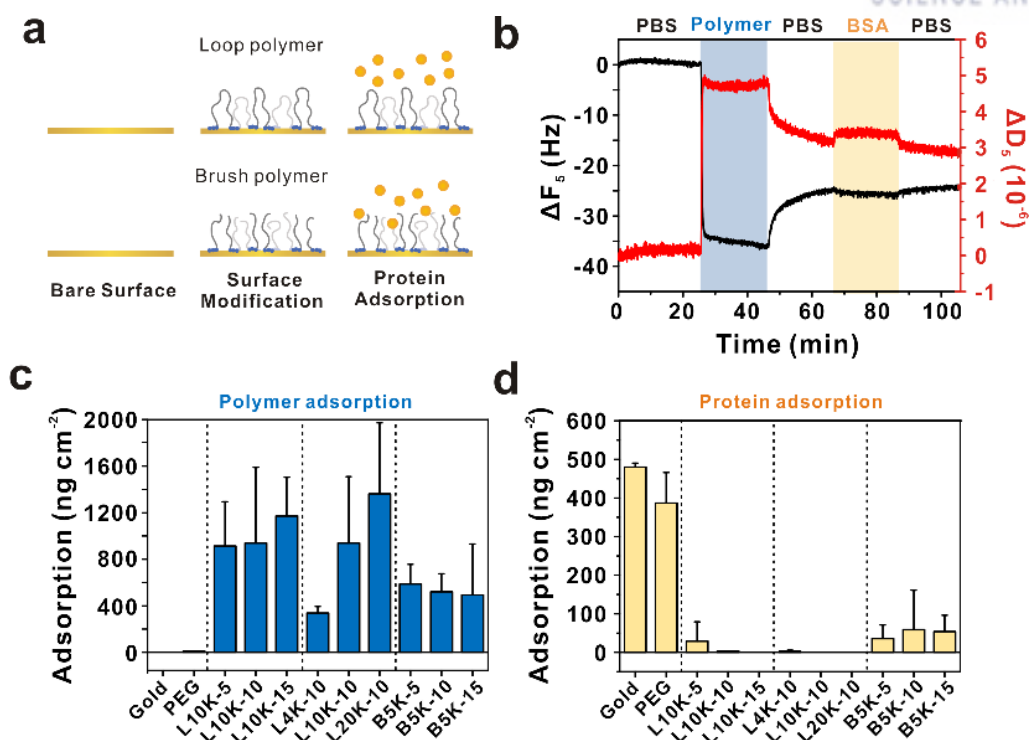 SCIENCE AN
a
Loop polymer
Brush polymer
Bare Surface
Surface
Modification
Protein
Adsorption
b
PBS Polymer PBS BSA PBS
0
-10
-20
-30
-40
ΔF5 (Hz)
6
5
4
3
2
1
0
-1
ΔD5 (10-6)
0 20 40 60 80 100
Time (min)
c
Polymer adsorption
2000
1600
1200
800
400
0
Adsorption (ng cm-2)
Gold PEG L10K-5 L10K-10 L10K-15 L4K-10 L10K-10 L20K-10 B5K-5 B5K-10 B5K-15
d
Protein adsorption
600
500
400
300
200
100
0
Adsorption (ng cm-2)
Gold PEG L10K-5 L10K-10 L10K-15 L4K-10 L10K-10 L20K-10 B5K-5 B5K-10 B5K-15